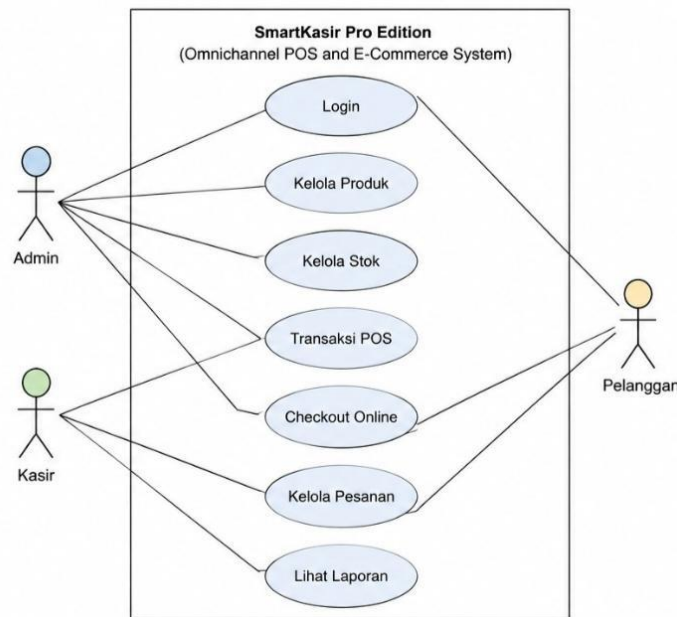 SmartKasir Pro Edition
(Omnichannel POS and E-Commerce System)
Login
Kelola Produk
Admin
Kelola Stok
Transaksi POS
Pelanggan
Checkout Online
Kasir
Kelola Pesanan
Lihat Laporan